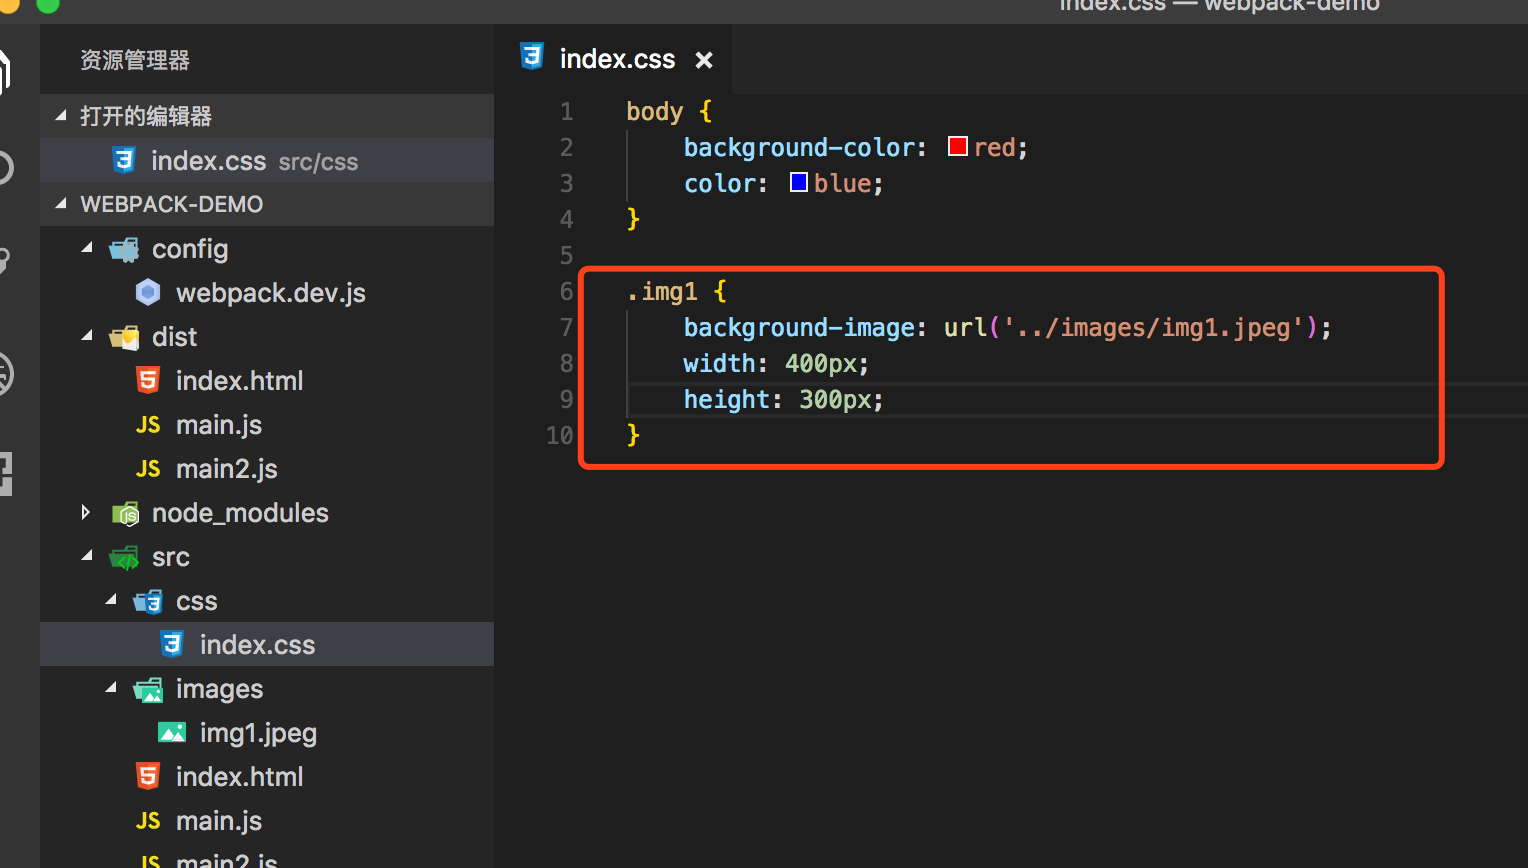 index.css — webpack-demo
资源管理器
打开的编辑器
index.css src/css
WEBPACK-DEMO
config
webpack.dev.js
dist
index.html
JS main.js
JS main2.js
node_modules
src
css
index.css
images
img1.jpeg
index.html
JS main.js
JS main2.js
index.css ×
1 body {
2 background-color: red;
3 color: blue;
4 }
5
6 .img1 {
7 background-image: url('../images/img1.jpeg');
8 width: 400px;
9 height: 300px;
10 }